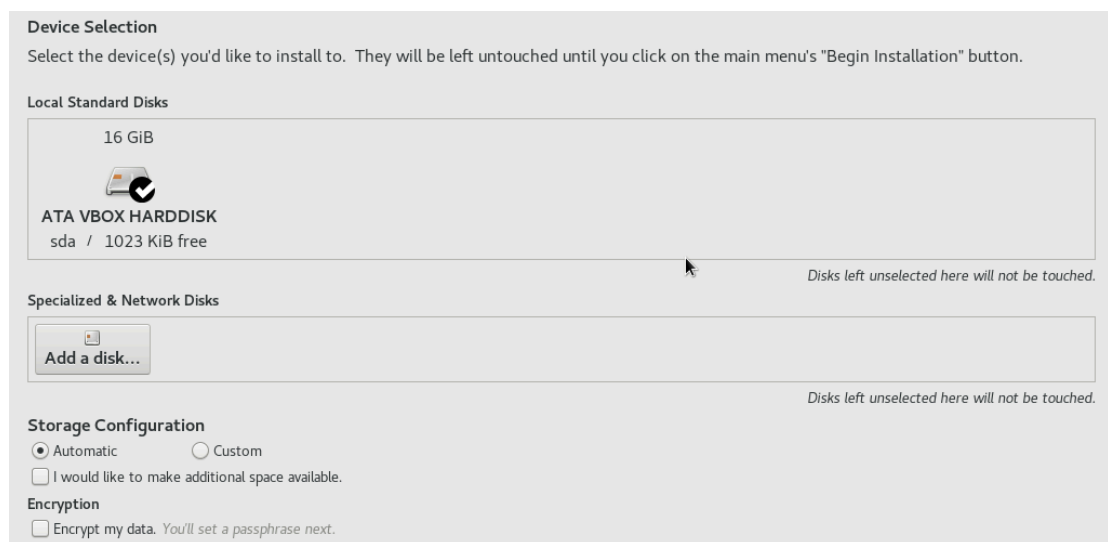 Device Selection
Select the device(s) you'd like to install to.  They will be left untouched until you click on the main menu's "Begin Installation" button.
Local Standard Disks
16 GiB
ATA VBOX HARDDISK
sda / 1023 KiB free
Disks left unselected here will not be touched.
Specialized & Network Disks
Add a disk...
Disks left unselected here will not be touched.
Storage Configuration
Automatic Custom
I would like to make additional space available.
Encryption
Encrypt my data. You'll set a passphrase next.